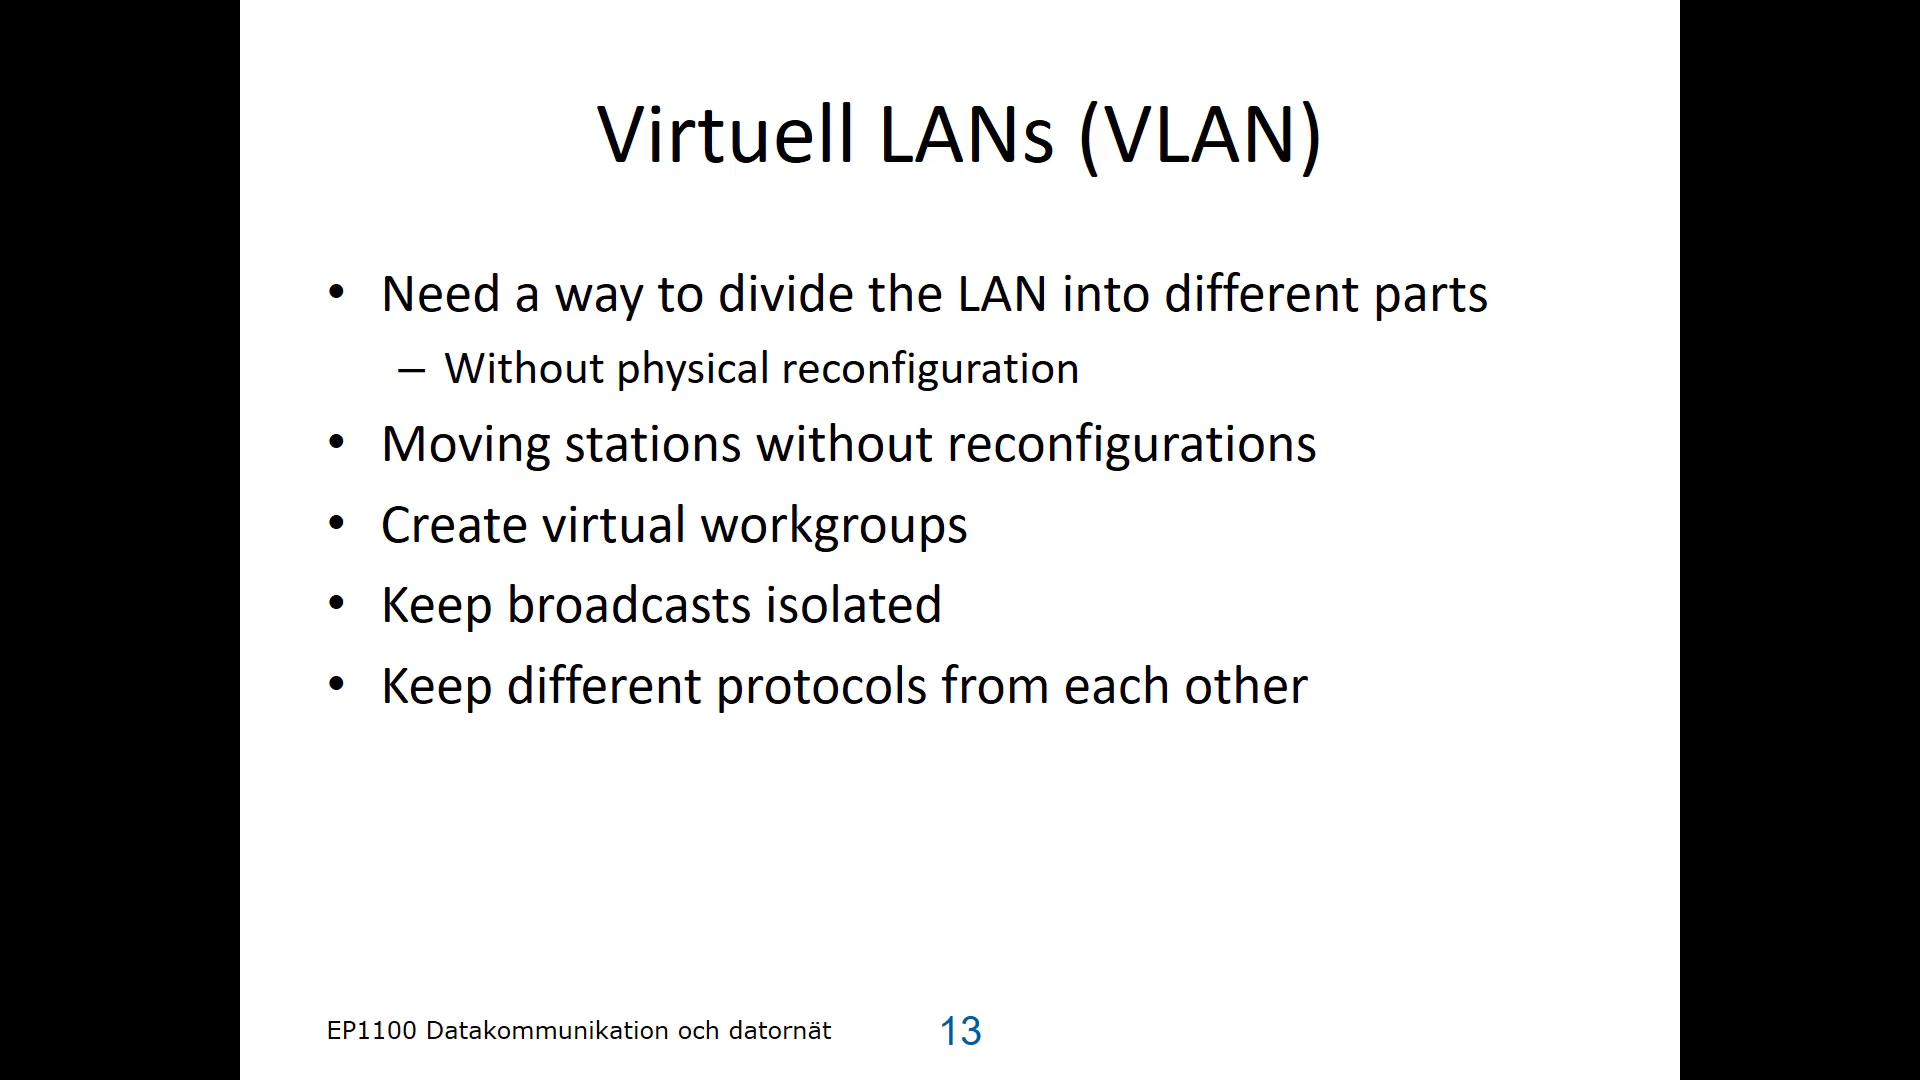 Virtuell LANs (VLAN)
• Need a way to divide the LAN into different parts
– Without physical reconfiguration
• Moving stations without reconfigurations
• Create virtual workgroups
• Keep broadcasts isolated
• Keep different protocols from each other
EP1100 Datakommunikation och datornät 13